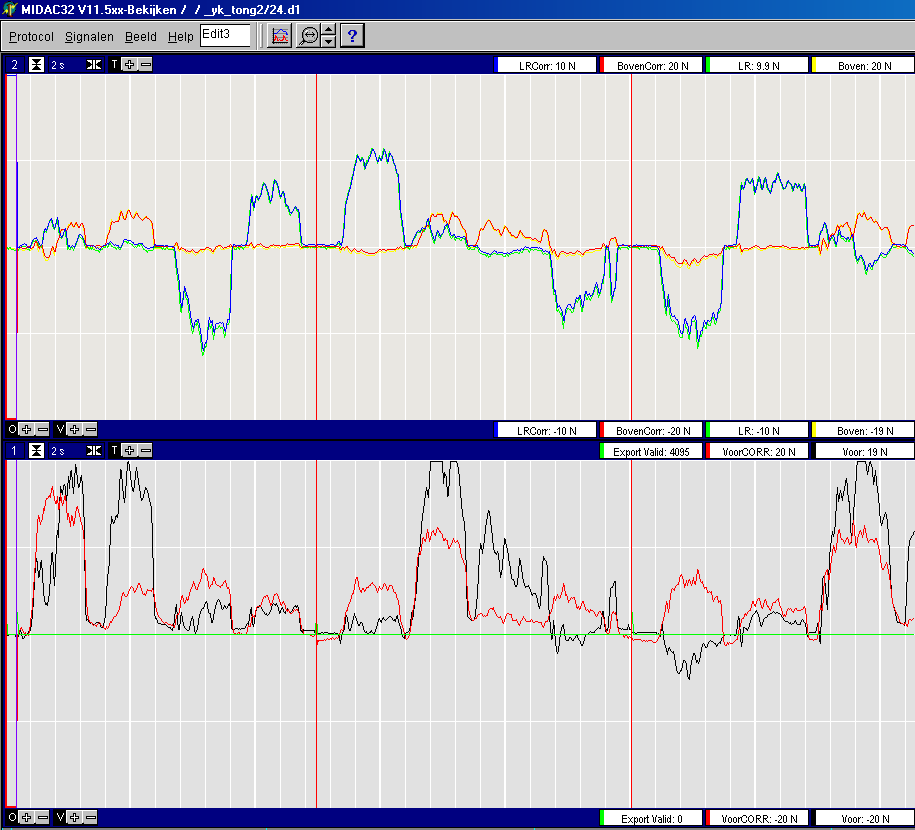 MIDAC32 V11.5xx-Bekijken / / _yk_tong2/24.d1
Protocol Signalen Beeld Help Edit3 ?
2 2 s T LRCorr: 10 N BovenCorr: 20 N LR: 9.9 N Boven: 20 N
O V LRCorr: -10 N BovenCorr: -20 N LR: -10 N Boven: -19 N
1 2 s T Export Valid: 4095 VoorCORR: 20 N Voor: 19 N
O V Export Valid: 0 VoorCORR: -20 N Voor: -20 N